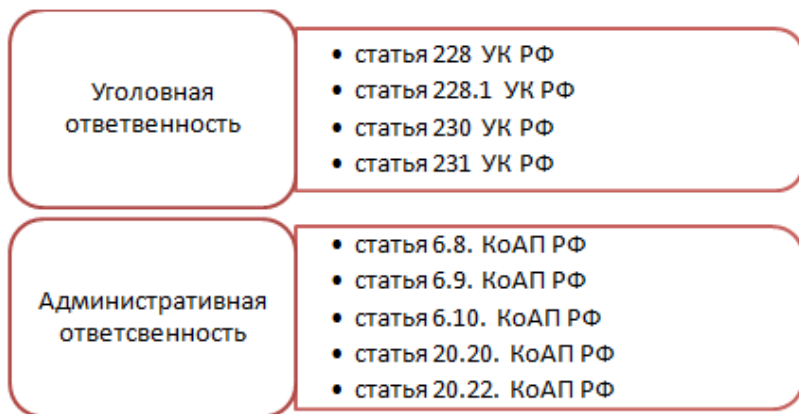 Уголовная
ответвенность
• статья 228 УК РФ
• статья 228.1 УК РФ
• статья 230 УК РФ
• статья 231 УК РФ
Административная
ответсвенность
• статья 6.8. КоАП РФ
• статья 6.9. КоАП РФ
• статья 6.10. КоАП РФ
• статья 20.20. КоАП РФ
• статья 20.22. КоАП РФ